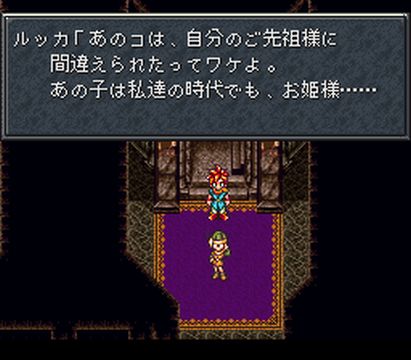 ルッカ「あのコは、自分のご先祖様に
間違えられたってワケよ。
あの子は私達の時代でも、お姫様……